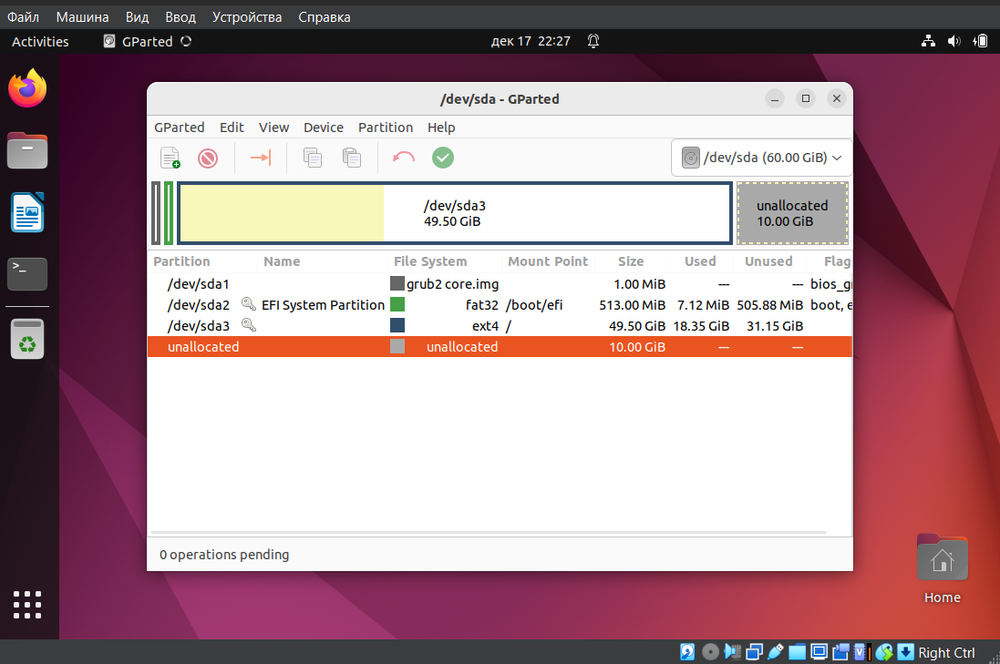 Файл Машина Вид Ввод Устройства Справка
Activities GParted дек 17 22:27
/dev/sda - GParted
GParted Edit View Device Partition Help
/dev/sda (60.00 GiB)
/dev/sda3
49.50 GiB
unallocated
10.00 GiB
Partition Name File System Mount Point Size Used Unused Flag
/dev/sda1 grub2 core.img 1.00 MiB --- --- bios_gr
/dev/sda2 EFI System Partition fat32 /boot/efi 513.00 MiB 7.12 MiB 505.88 MiB boot, e
/dev/sda3 ext4 / 49.50 GiB 18.35 GiB 31.15 GiB
unallocated unallocated 10.00 GiB --- ---
0 operations pending
Home
Right Ctrl